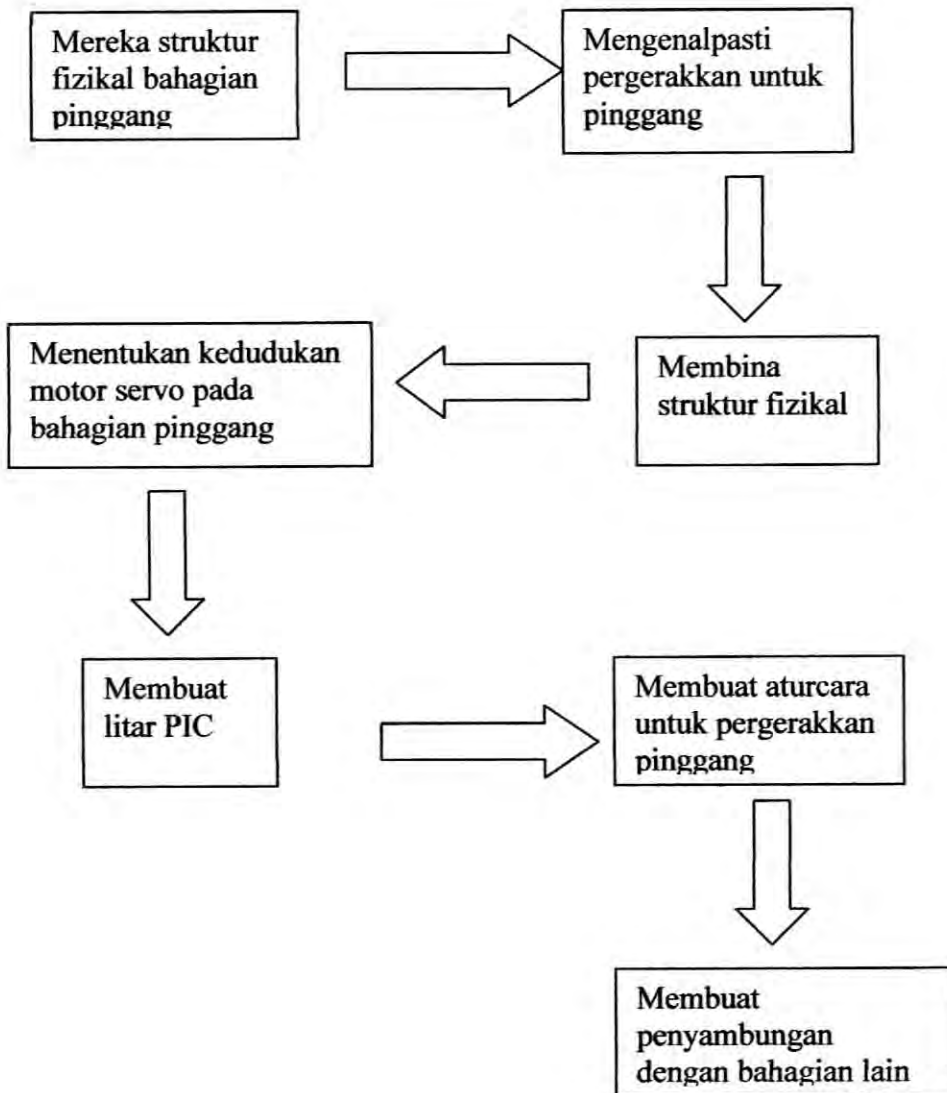 Mereka struktur
fizikal bahagian
pinggang
Mengenalpasti
pergerakkan untuk
pinggang
Membina
struktur fizikal
Menentukan kedudukan
motor servo pada
bahagian pinggang
Membuat
litar PIC
Membuat aturcara
untuk pergerakkan
pinggang
Membuat
penyambungan
dengan bahagian lain